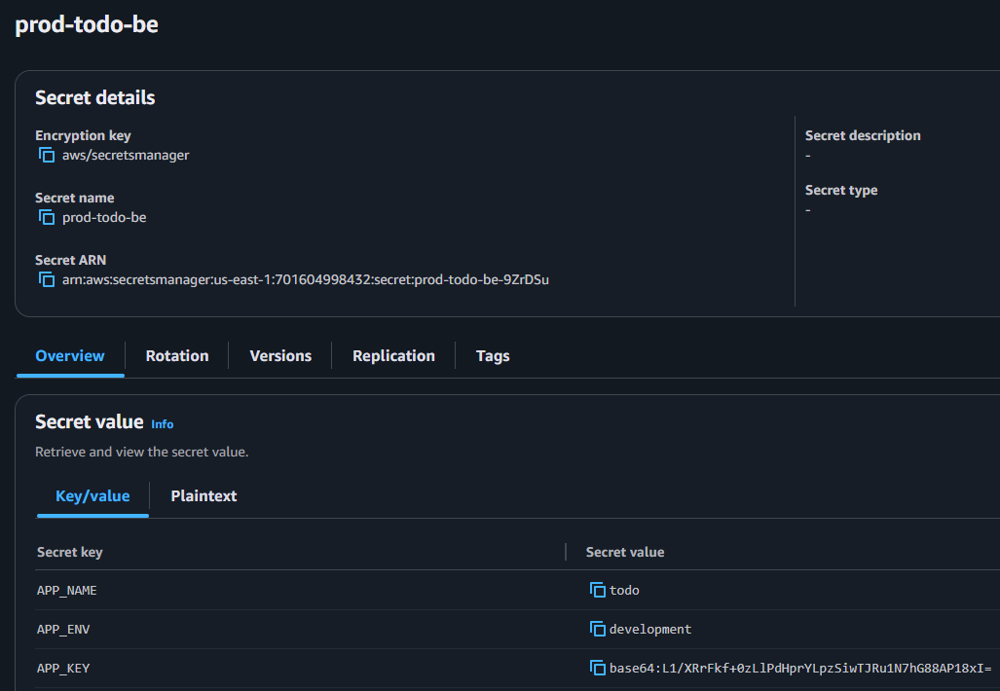 prod-todo-be
Secret details
Encryption key
aws/secretsmanager
Secret name
prod-todo-be
Secret ARN
arn:aws:secretsmanager:us-east-1:701604998432:secret:prod-todo-be-9ZrDSu
Secret description
-
Secret type
-
Overview Rotation Versions Replication Tags
Secret value Info
Retrieve and view the secret value.
Key/value Plaintext
Secret key Secret value
APP_NAME todo
APP_ENV development
APP_KEY base64:L1/XRrFkf+0zLlPdHprYLpzSiwTJRu1N7hG88AP18xI=